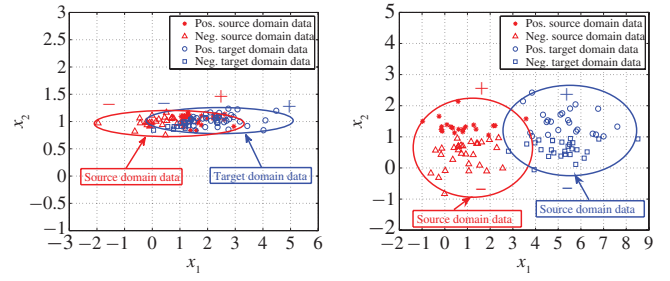 3
2.5
2
1.5
1
0.5
0
−0.5
−1
x2
Pos. source domain data
Neg. source domain data
Pos. target domain data
Neg. target domain data
− − + +
Source domain data
Target domain data
−3 −2 −1 0 1 2 3 4 5 6
x1
5
4
3
2
1
0
−1
−2
x2
Pos. source domain data
Neg. source domain data
Pos. target domain data
Neg. target domain data
+ +
− −
Source domain data
Source domain data
−2 −1 0 1 2 3 4 5 6 7 8 9
x1